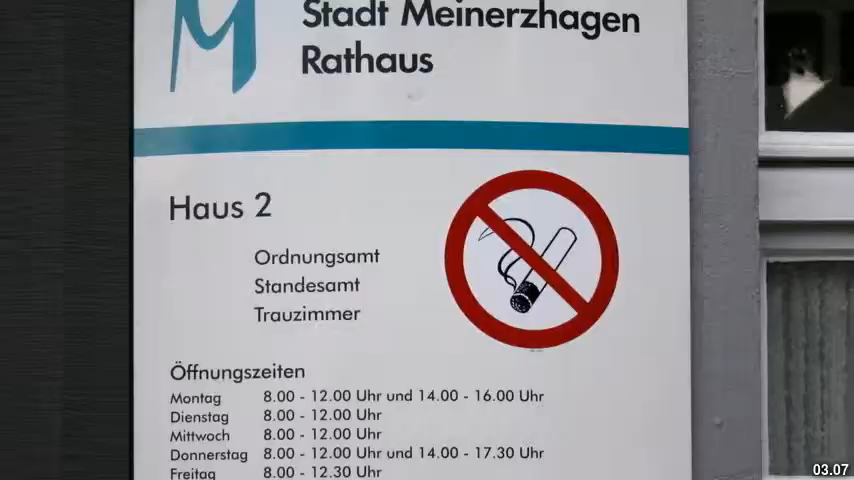 Stadt Meinerzhagen
Rathaus
Haus 2
Ordnungsamt
Standesamt
Trauzimmer
Öffnungszeiten
Montag 8.00 - 12.00 Uhr und 14.00 - 16.00 Uhr
Dienstag 8.00 - 12.00 Uhr
Mittwoch 8.00 - 12.00 Uhr
Donnerstag 8.00 - 12.00 Uhr und 14.00 - 17.30 Uhr
Freitag 8.00 - 12.30 Uhr
03.07